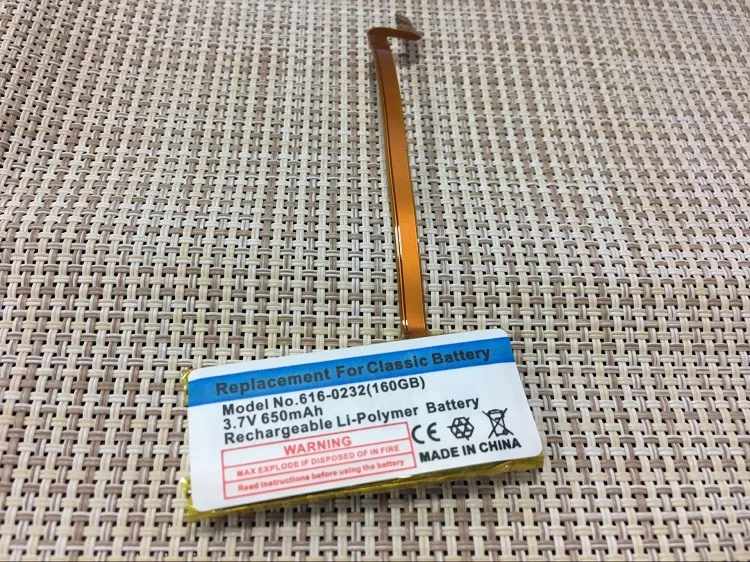 Replacement For Classic Battery
Model No.616-0232(160GB)
3.7V 650mAh
Rechargeable Li-Polymer Battery
WARNING
MAX EXPLODE IF DISPOSED OF IN FIRE
Read instructions before using the battery
CE
MADE IN CHINA